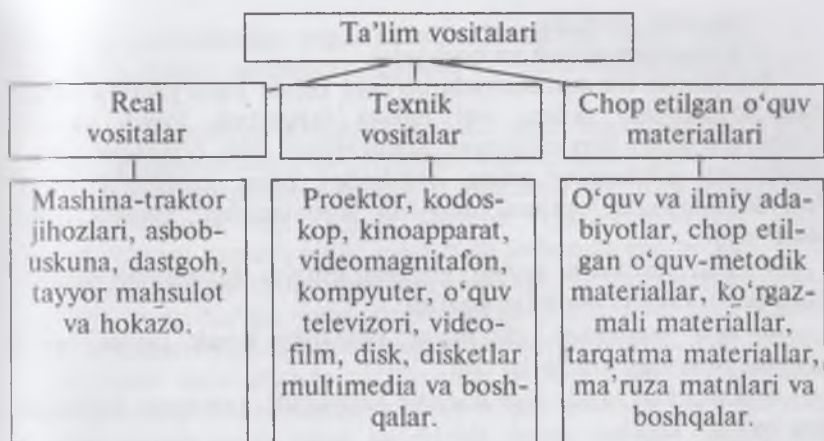 Ta’lim vositalari
Real
vositalar
Texnik
vositalar
Chop etilgan o‘quv
materiallari
Mashina-traktor
jihozlari, asbob-
uskuna, dastgoh,
tayyor mahsulot
va hokazo.
Proektor, kodos-
kop, kinoapparat,
videomagnitafon,
kompyuter, o‘quv
televizori, video-
film, disk, disketlar
multimedia va bosh-
qalar.
O‘quv va ilmiy ada-
biyotlar, chop etil-
gan o‘quv-metodik
materiallar, ko‘rgaz-
mali materiallar,
tarqatma materiallar,
ma’ruza matnlari va
boshqalar.